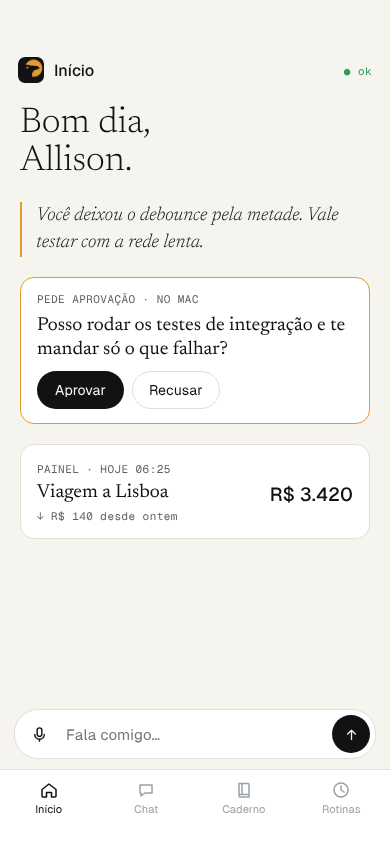 Início
ok
Bom dia,
Allison.
Você deixou o debounce pela metade. Vale
testar com a rede lenta.
PEDE APROVAÇÃO · NO MAC
Posso rodar os testes de integração e te
mandar só o que falhar?
Aprovar
Recusar
PAINEL · HOJE 06:25
Viagem a Lisboa
R$ 3.420
↓ R$ 140 desde ontem
Fala comigo…
Início
Chat
Caderno
Rotinas